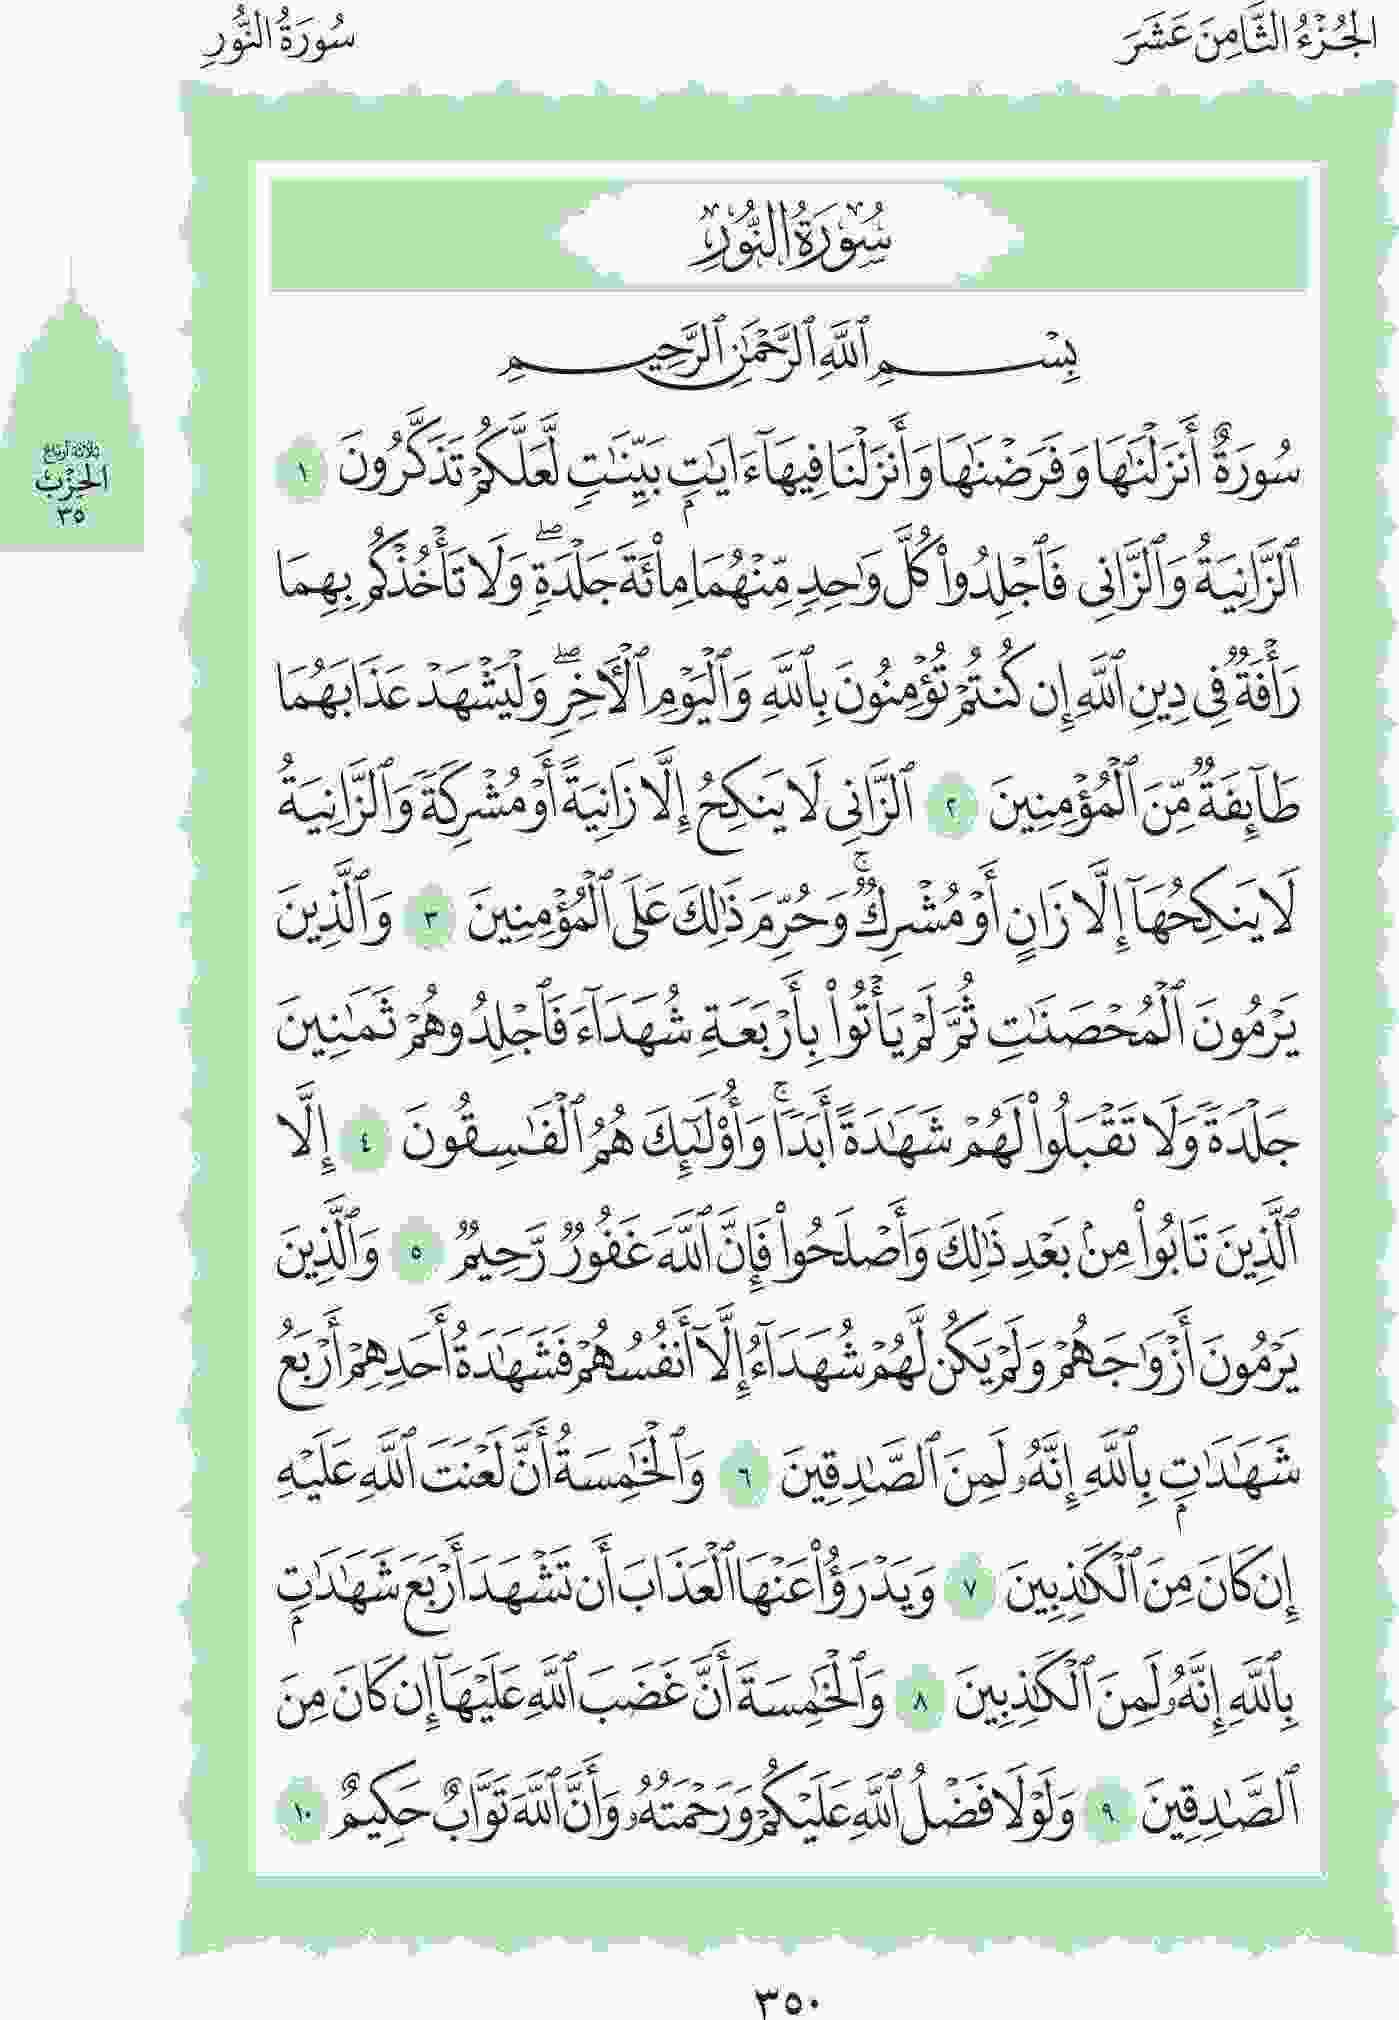 الجُزْءُ الثَّامِنَ عَشَرَ
سُورَةُ النُّورِ
سُورَةُ النُّورِ
بِسْمِ ٱللَّهِ ٱلرَّحْمَٰنِ ٱلرَّحِيمِ
سُورَةٌ أَنزَلْنَٰهَا وَفَرَضْنَٰهَا وَأَنزَلْنَا فِيهَآ ءَايَٰتٍۭ بَيِّنَٰتٍ لَّعَلَّكُمْ تَذَكَّرُونَ ١
ٱلزَّانِيَةُ وَٱلزَّانِى فَٱجْلِدُوا۟ كُلَّ وَٰحِدٍ مِّنْهُمَا مِا۟ئَةَ جَلْدَةٍ ۖ وَلَا تَأْخُذْكُم بِهِمَا
رَأْفَةٌ فِى دِينِ ٱللَّهِ إِن كُنتُمْ تُؤْمِنُونَ بِٱللَّهِ وَٱلْيَوْمِ ٱلْأَخِرِ ۖ وَلْيَشْهَدْ عَذَابَهُمَا
طَآئِفَةٌ مِّنَ ٱلْمُؤْمِنِينَ ٢ ٱلزَّانِى لَا يَنكِحُ إِلَّا زَانِيَةً أَوْ مُشْرِكَةً وَٱلزَّانِيَةُ
لَا يَنكِحُهَآ إِلَّا زَانٍ أَوْ مُشْرِكٌ ۚ وَحُرِّمَ ذَٰلِكَ عَلَى ٱلْمُؤْمِنِينَ ٣ وَٱلَّذِينَ
يَرْمُونَ ٱلْمُحْصَنَٰتِ ثُمَّ لَمْ يَأْتُوا۟ بِأَرْبَعَةِ شُهَدَآءَ فَٱجْلِدُوهُمْ ثَمَٰنِينَ
جَلْدَةً وَلَا تَقْبَلُوا۟ لَهُمْ شَهَٰدَةً أَبَدًا ۚ وَأُو۟لَٰٓئِكَ هُمُ ٱلْفَٰسِقُونَ ٤ إِلَّا
ٱلَّذِينَ تَابُوا۟ مِنۢ بَعْدِ ذَٰلِكَ وَأَصْلَحُوا۟ فَإِنَّ ٱللَّهَ غَفُورٌ رَّحِيمٌ ٥ وَٱلَّذِينَ
يَرْمُونَ أَزْوَٰجَهُمْ وَلَمْ يَكُن لَّهُمْ شُهَدَآءُ إِلَّآ أَنفُسُهُمْ فَشَهَٰدَةُ أَحَدِهِمْ أَرْبَعُ
شَهَٰدَٰتٍۭ بِٱللَّهِ إِنَّهُۥ لَمِنَ ٱلصَّٰدِقِينَ ٦ وَٱلْخَٰمِسَةُ أَنَّ لَعْنَتَ ٱللَّهِ عَلَيْهِ
إِن كَانَ مِنَ ٱلْكَٰذِبِينَ ٧ وَيَدْرَؤُا۟ عَنْهَا ٱلْعَذَابَ أَن تَشْهَدَ أَرْبَعَ شَهَٰدَٰتٍۭ
بِٱللَّهِ إِنَّهُۥ لَمِنَ ٱلْكَٰذِبِينَ ٨ وَٱلْخَٰمِسَةَ أَنَّ غَضَبَ ٱللَّهِ عَلَيْهَآ إِن كَانَ مِنَ
ٱلصَّٰدِقِينَ ٩ وَلَوْلَا فَضْلُ ٱللَّهِ عَلَيْكُمْ وَرَحْمَتُهُۥ وَأَنَّ ٱللَّهَ تَوَّابٌ حَكِيمٌ ١٠
ثلاثة أرباع
الحِزْب
٣٥
٣٥٠